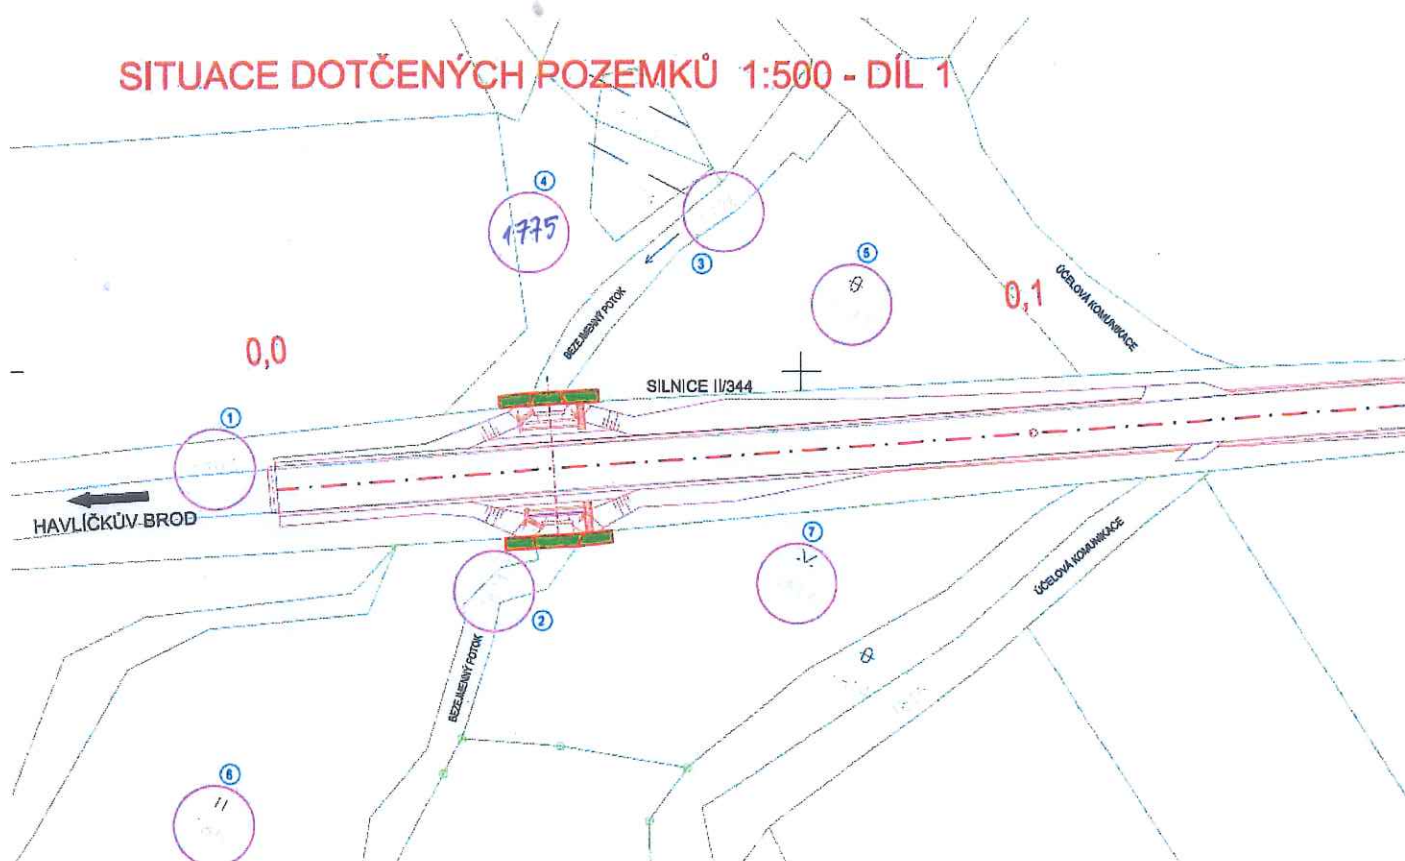 SITUACE DOTČENÝCH POZEMKŮ 1:500 - DÍL 1
4
1775
3
5
0,1
ÚČELOVÁ KOMUNIKACE
BEZEJMENNÝ POTOK
0,0
SILNICE II/344
1
HAVLÍČKŮV BROD
7
2
ÚČELOVÁ KOMUNIKACE
BEZEJMENNÝ POTOK
6